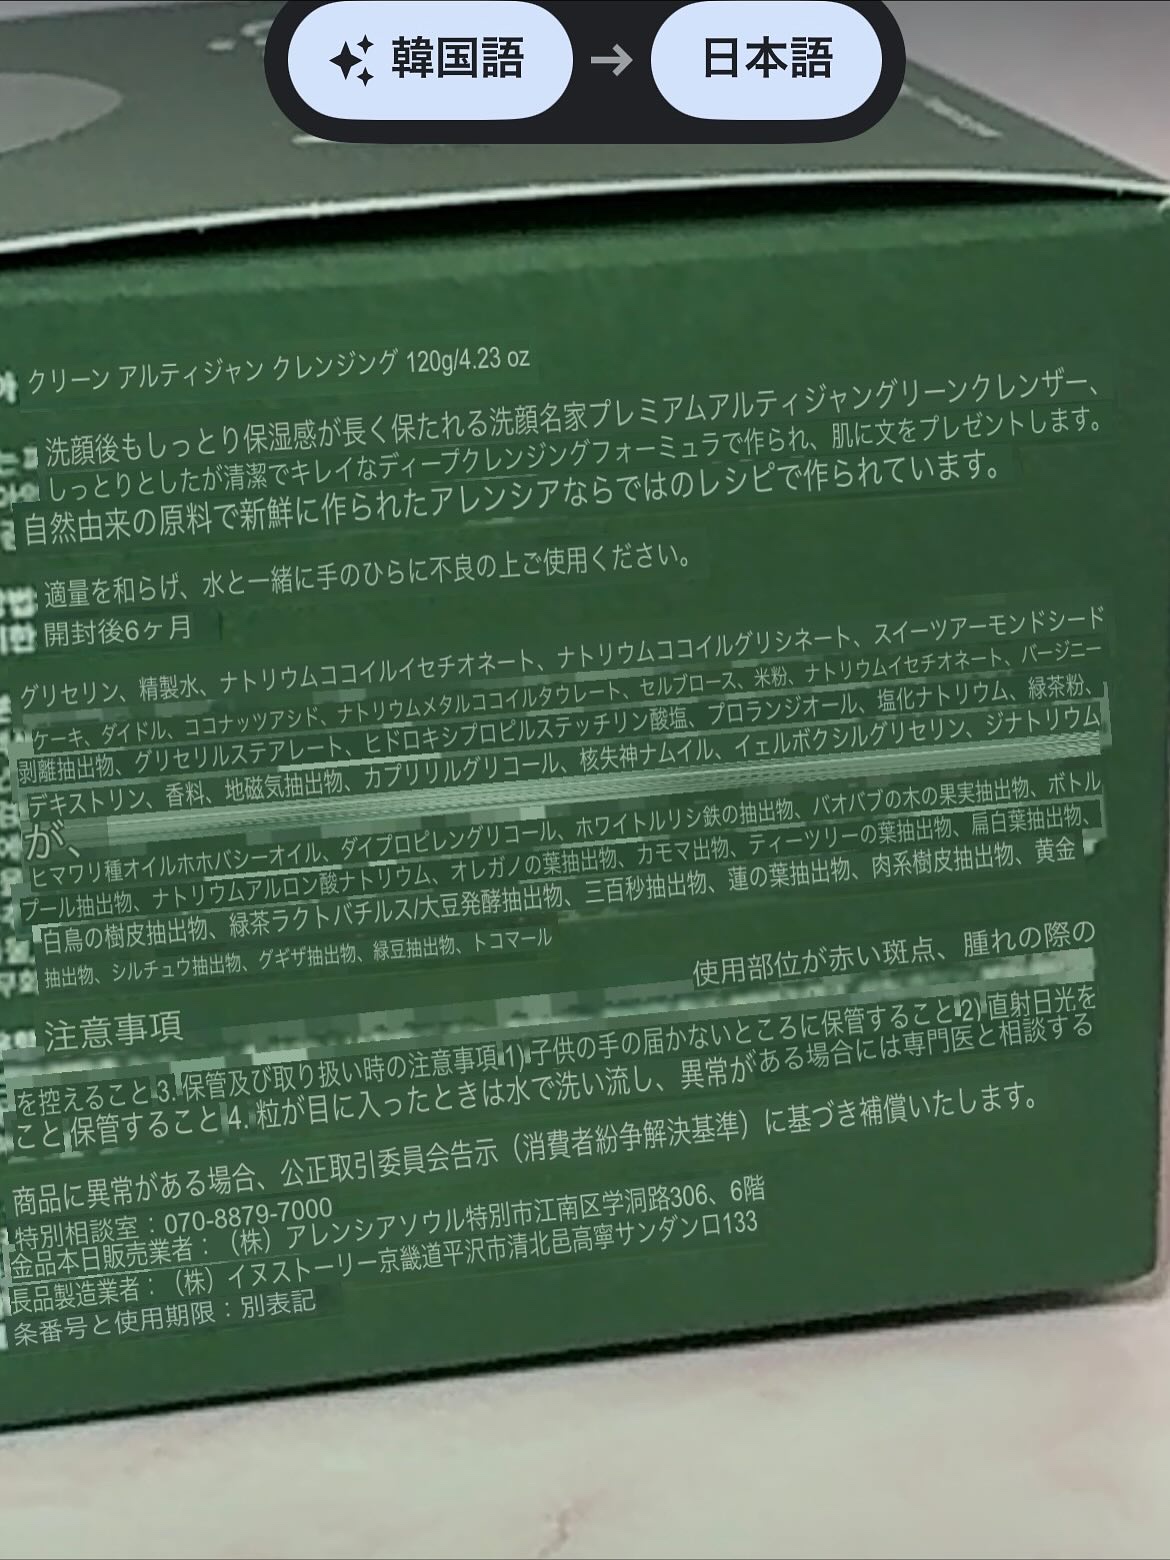 韓国語 → 日本語
クリーン アルティジャン クレンジング 120g/4.23 oz
洗顔後もしっとり保湿感が長く保たれる洗顔名家プレミアムアルティジャングリーンクレンザー、
しっとりとしたが清潔でキレイなディープクレンジングフォーミュラで作られ、肌に文をプレゼントします。
自然由来の原料で新鮮に作られたアレンシアならではのレシピで作られています。
適量を和らげ、水と一緒に手のひらに不良の上ご使用ください。
開封後6ヶ月
グリセリン、精製水、ナトリウムココイルイセチオネート、ナトリウムココイルグリシネート、スイーツアーモンドシード
ケーキ、ダイドル、ココナッツアシド、ナトリウムメタルココイルタウレート、セルブロース、米粉、ナトリウムイセチオネート、バージニー
剥離抽出物、グリセリルステアレート、ヒドロキシプロピルステッチリン酸塩、プロランジオール、塩化ナトリウム、緑茶粉、
デキストリン、香料、地磁気抽出物、カプリリルグリコール、核失神ナムイル、イェルボクシルグリセリン、ジナトリウム
が、
ヒマワリ種オイルホホバシーオイル、ダイプロピレングリコール、ホワイトルリシ鉄の抽出物、バオバブの木の果実抽出物、ボトル
プール抽出物、ナトリウムアルロン酸ナトリウム、オレガノの葉抽出物、カモマ出物、ティーツリーの葉抽出物、扁白葉抽出物、
百鳥の樹皮抽出物、緑茶ラクトバチルス/大豆発酵抽出物、三百秒抽出物、蓮の葉抽出物、肉系樹皮抽出物、黄金
抽出物、シルチュウ抽出物、グギザ抽出物、緑豆抽出物、トコマール
使用部位が赤い斑点、腫れの際の
注意事項
を控えること 3. 保管及び取り扱い時の注意事項 1) 子供の手の届かないところに保管すること 2) 直射日光を
こと 保管すること 4. 粒が目に入ったときは水で洗い流し、異常がある場合には専門医と相談する
商品に異常がある場合、公正取引委員会告示（消費者紛争解決基準）に基づき補償いたします。
特別相談室：070-8879-7000
金品本日販売業者：（株）アレンシアソウル特別市江南区学洞路306、6階
長品製造業者：（株）イヌストーリー京畿道平沢市清北邑高寧サンダンロ133
条番号と使用期限：別表記